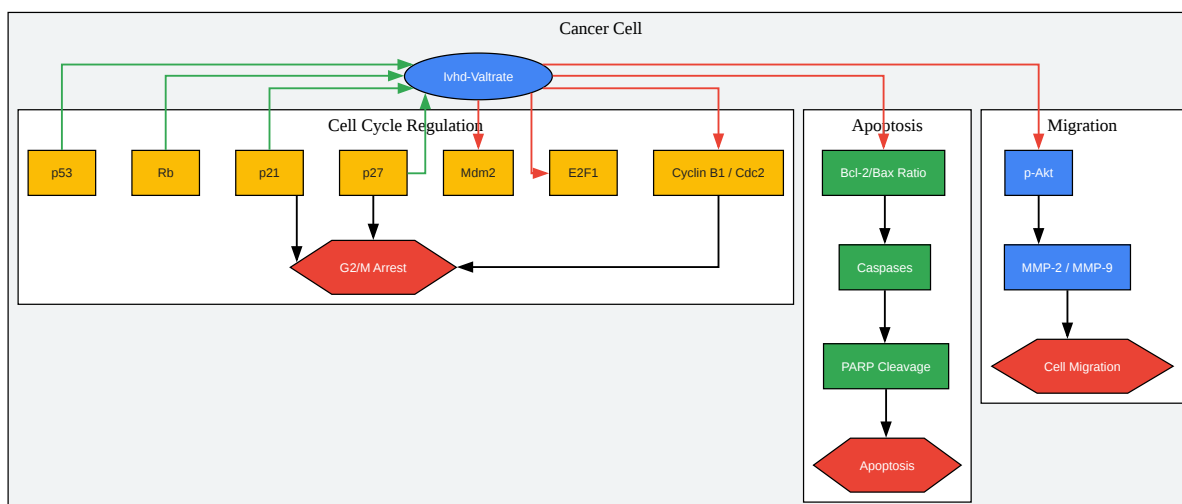 Cancer Cell
Ivhd-Valtrate
Cell Cycle Regulation
Apoptosis
Migration
p53
Rb
p21
p27
Mdm2
E2F1
Cyclin B1 / Cdc2
Bcl-2/Bax Ratio
p-Akt
G2/M Arrest
Caspases
MMP-2 / MMP-9
PARP Cleavage
Cell Migration
Apoptosis